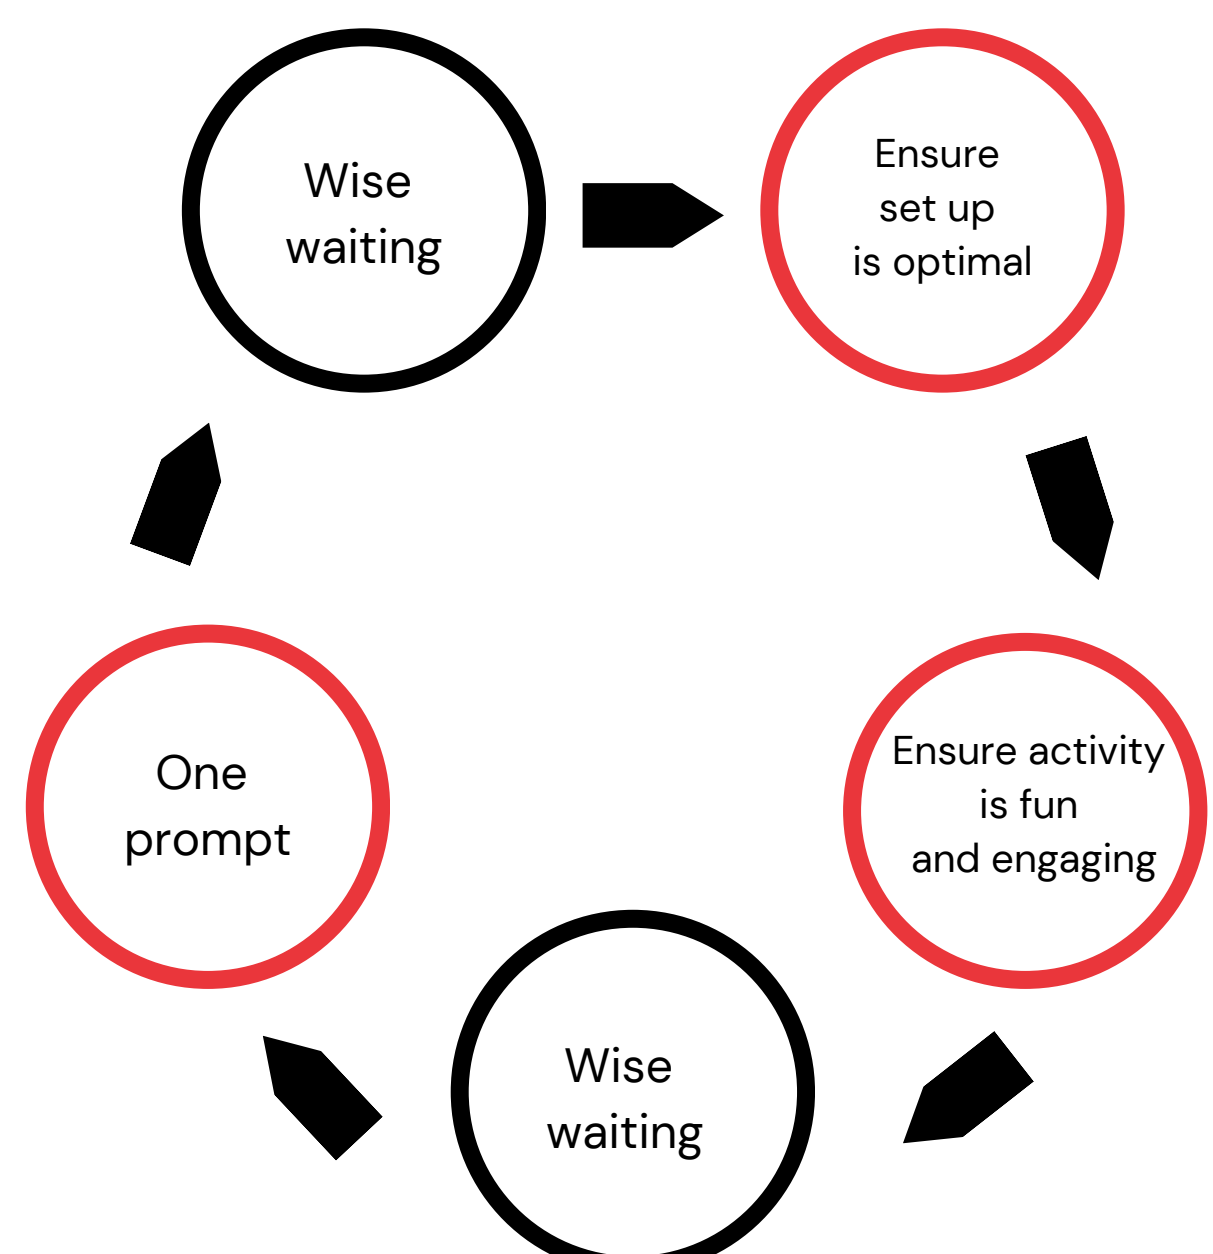 Wise
waiting
Ensure
set up
is optimal
Ensure activity
is fun
and engaging
Wise
waiting
One
prompt